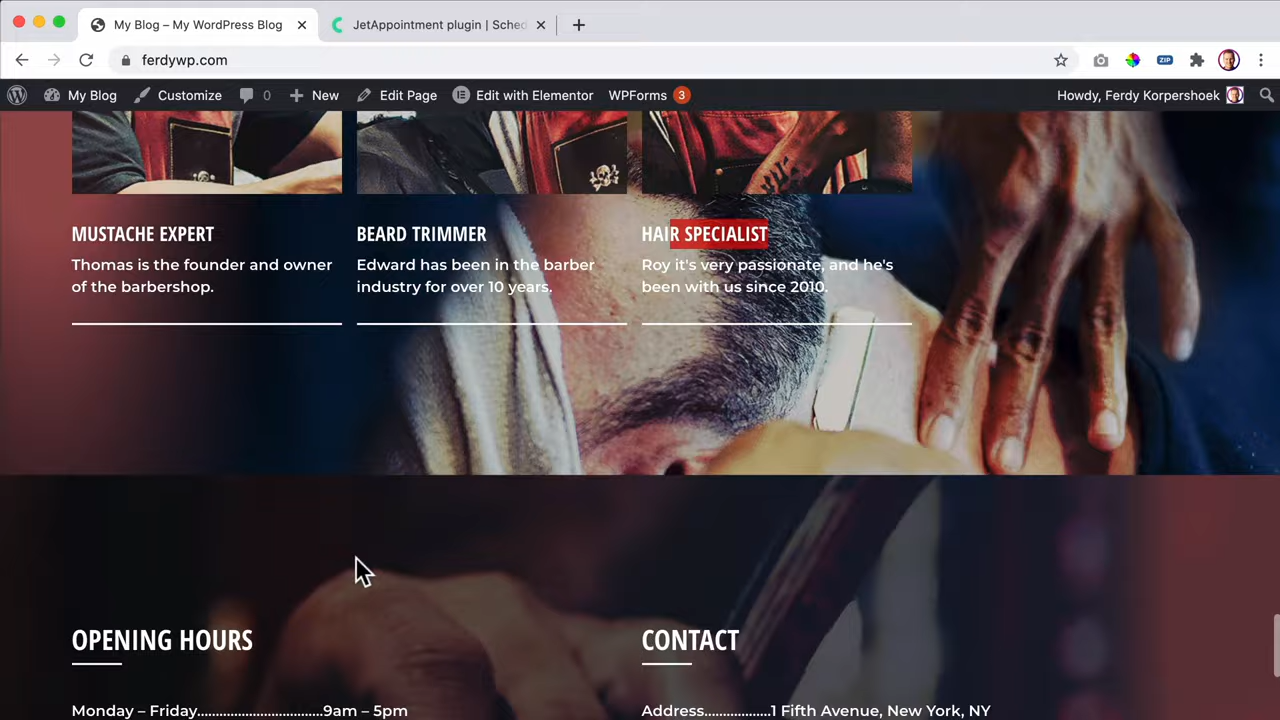 My Blog – My WordPress Blog
JetAppointment plugin | Sched
ferdywp.com
ZIP
My Blog
Customize
0
New
Edit Page
Edit with Elementor
WPForms 3
Howdy, Ferdy Korpershoek
MUSTACHE EXPERT
Thomas is the founder and owner
of the barbershop.
BEARD TRIMMER
Edward has been in the barber
industry for over 10 years.
HAIR SPECIALIST
Roy it's very passionate, and he's
been with us since 2010.
OPENING HOURS
Monday – Friday................................9am – 5pm
CONTACT
Address..................1 Fifth Avenue, New York, NY